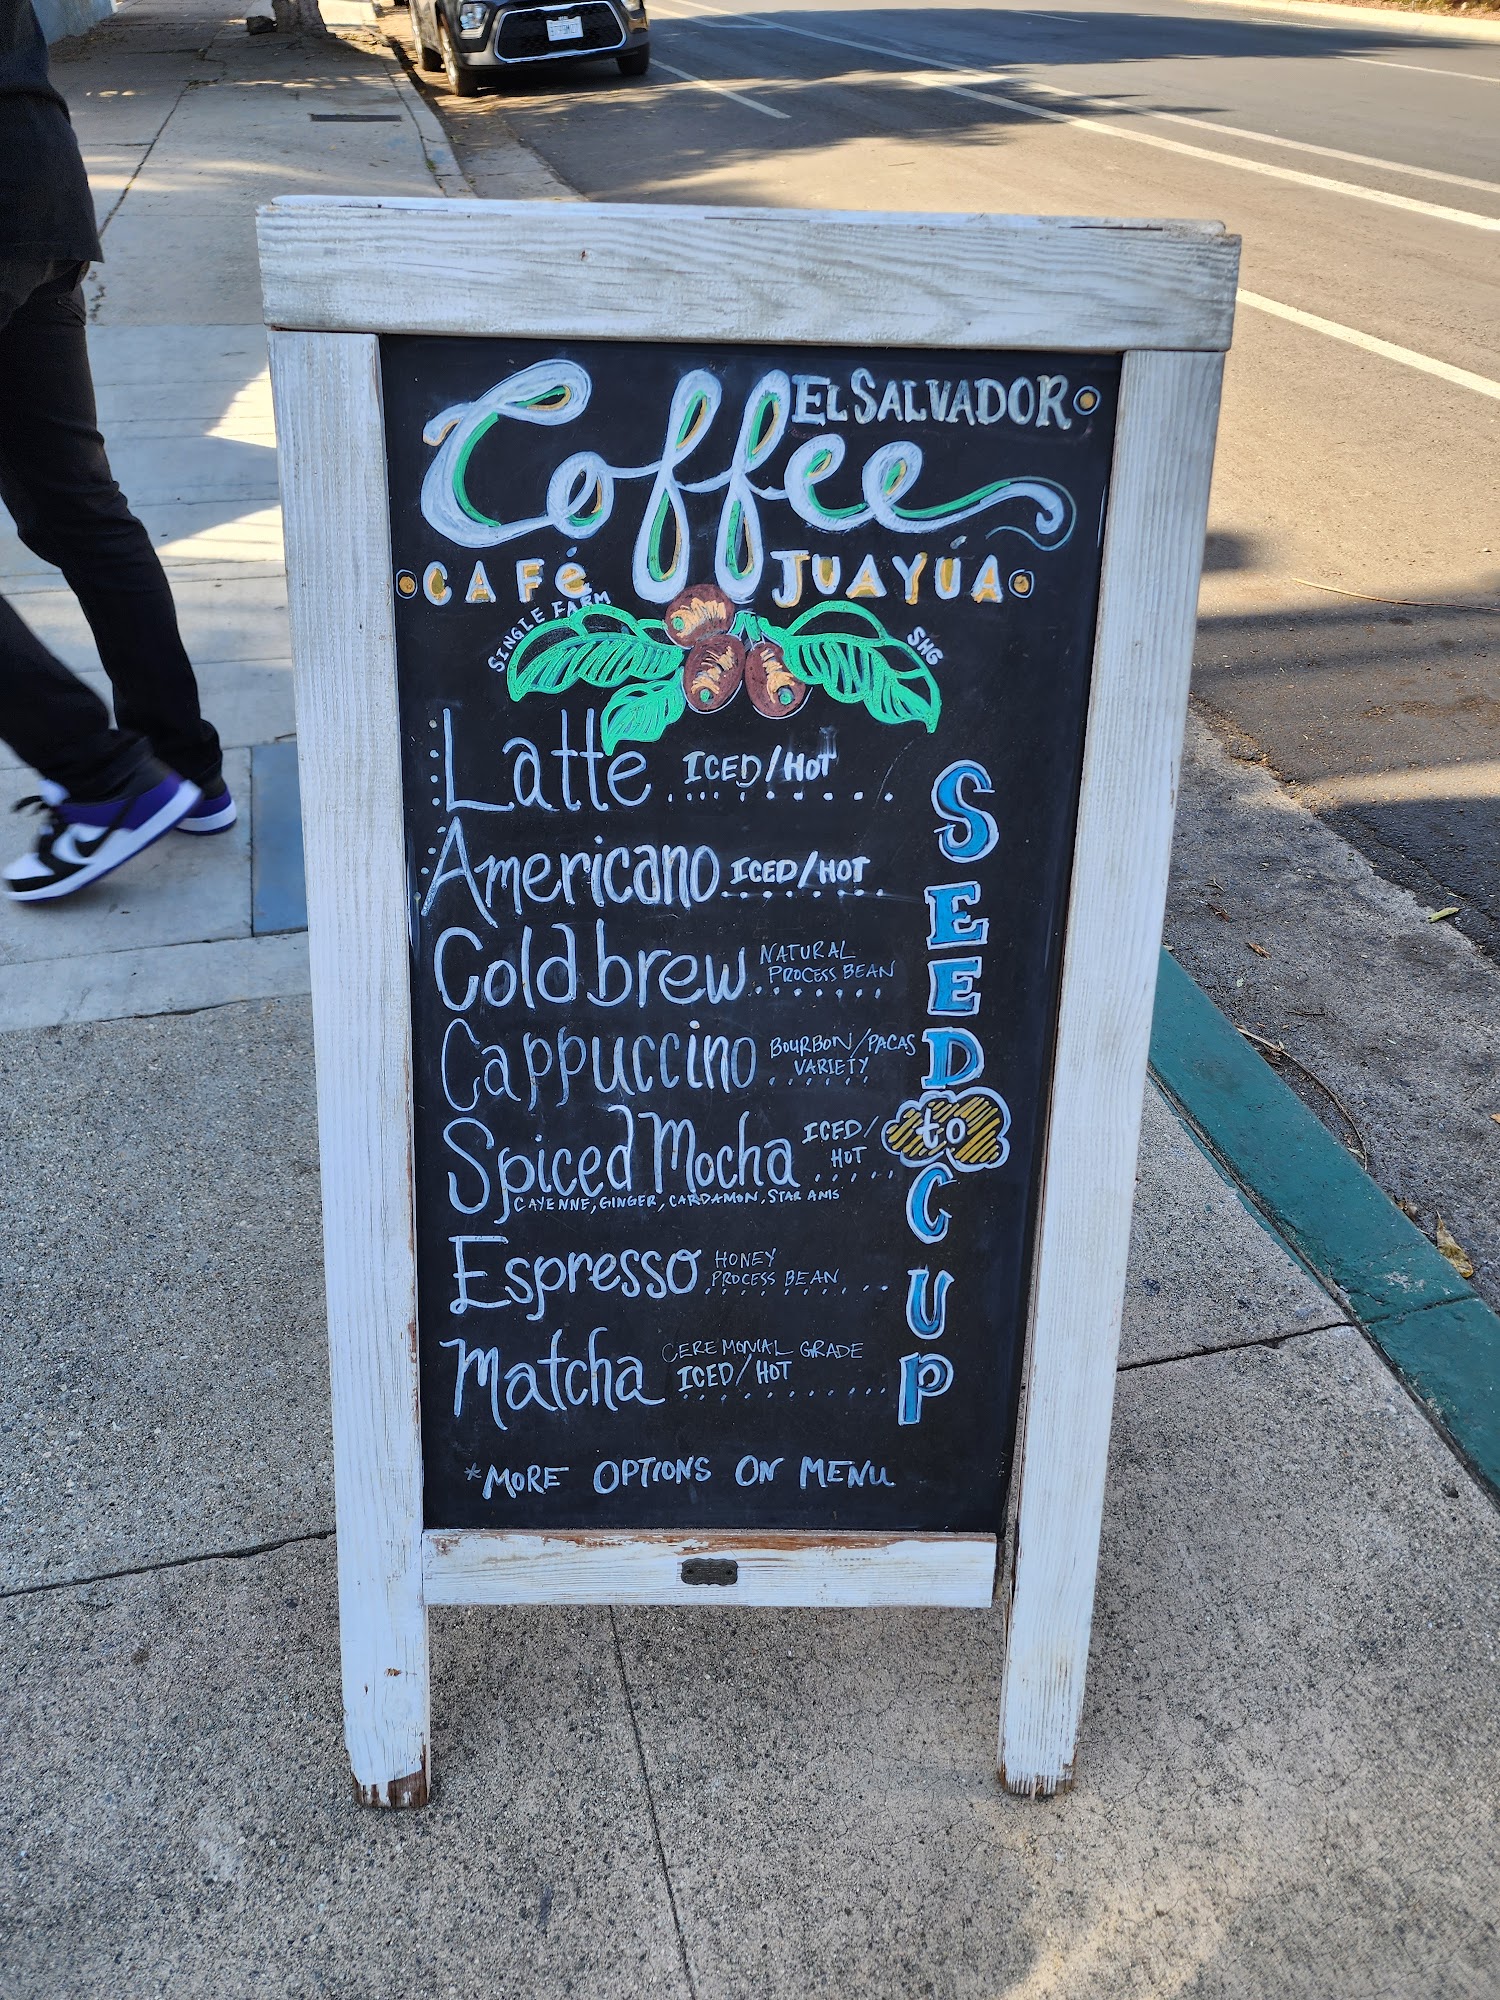 EL SALVADOR
Coffee
CAFé JUAYÚA
SINGLE FARM
SHG
Latte ICED/HOT
Americano ICED/HOT
Cold brew NATURAL
PROCESS BEAN
Cappuccino BOURBON/PACAS
VARIETY
Spiced Mocha ICED/
HOT
CAYENNE, GINGER, CARDAMON, STAR ANIS
Espresso HONEY
PROCESS BEAN
Matcha CEREMONIAL GRADE
ICED/HOT
SEED
to
CUP
*MORE OPTIONS ON MENU